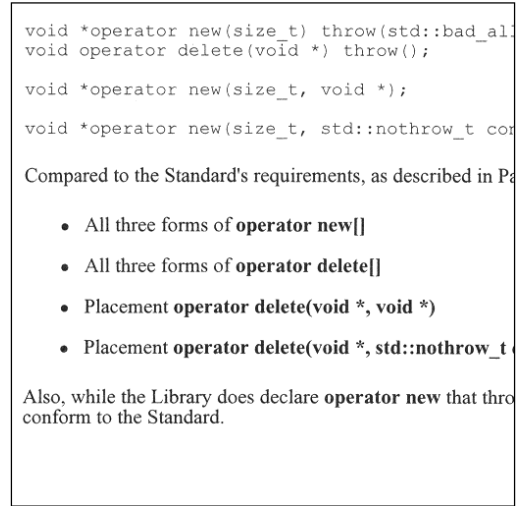 void *operator new(size_t) throw(std::bad_all
void operator delete(void *) throw();
void *operator new(size_t, void *);
void *operator new(size_t, std::nothrow_t con
Compared to the Standard's requirements, as described in Pa
• All three forms of operator new[]
• All three forms of operator delete[]
• Placement operator delete(void *, void *)
• Placement operator delete(void *, std::nothrow_t c
Also, while the Library does declare operator new that thro
conform to the Standard.